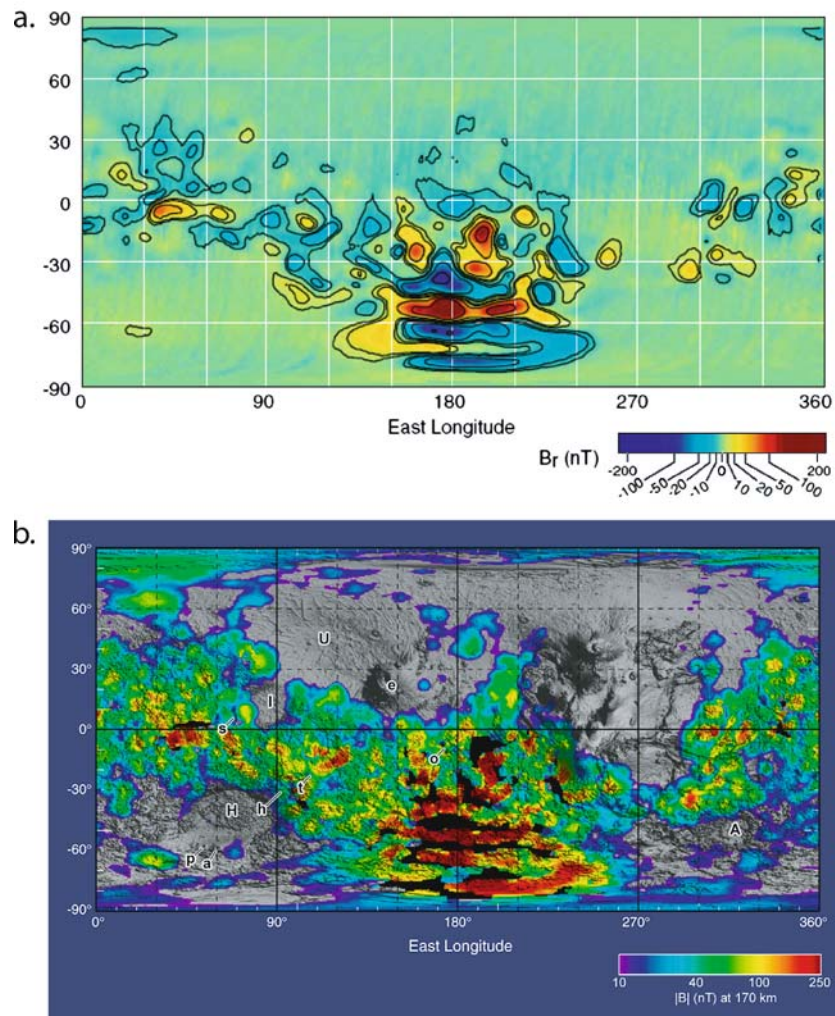 a.
90
60
30
0
-30
-60
-90
0 90 180 270 360
East Longitude
Br (nT)
-200 0 200
-100 -50 -20 -10 10 20 50 100
b.
90°
60°
30°
0°
-30°
-60°
-90°
U
e
I
s
o
t
h
H
p
a
A
0° 90° 180° 270° 360°
East Longitude
10 40 100 250
|B| (nT) at 170 km